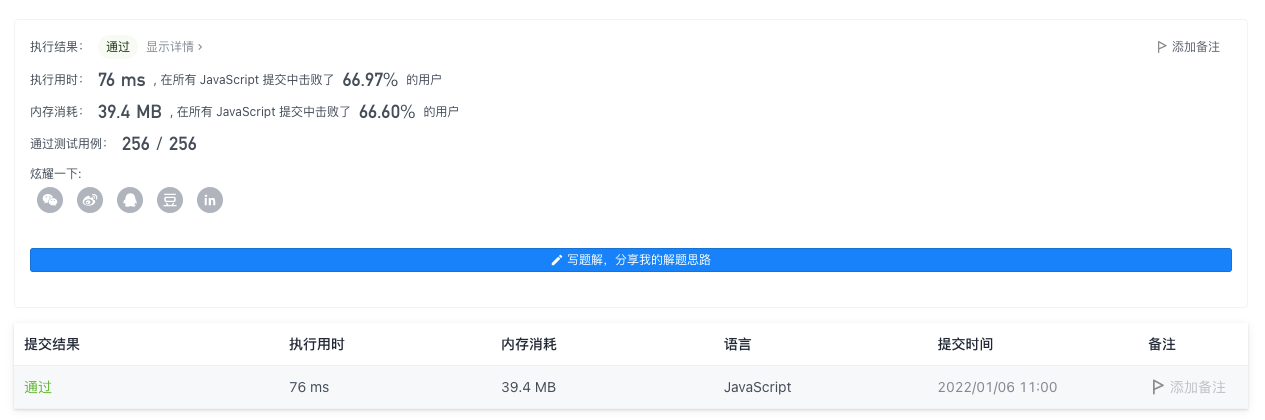 执行结果： 通过 显示详情 › 添加备注
执行用时： 76 ms , 在所有 JavaScript 提交中击败了 66.97% 的用户
内存消耗： 39.4 MB , 在所有 JavaScript 提交中击败了 66.60% 的用户
通过测试用例： 256 / 256
炫耀一下:
豆 in
写题解，分享我的解题思路
提交结果 执行用时 内存消耗 语言 提交时间 备注
通过 76 ms 39.4 MB JavaScript 2022/01/06 11:00 添加备注